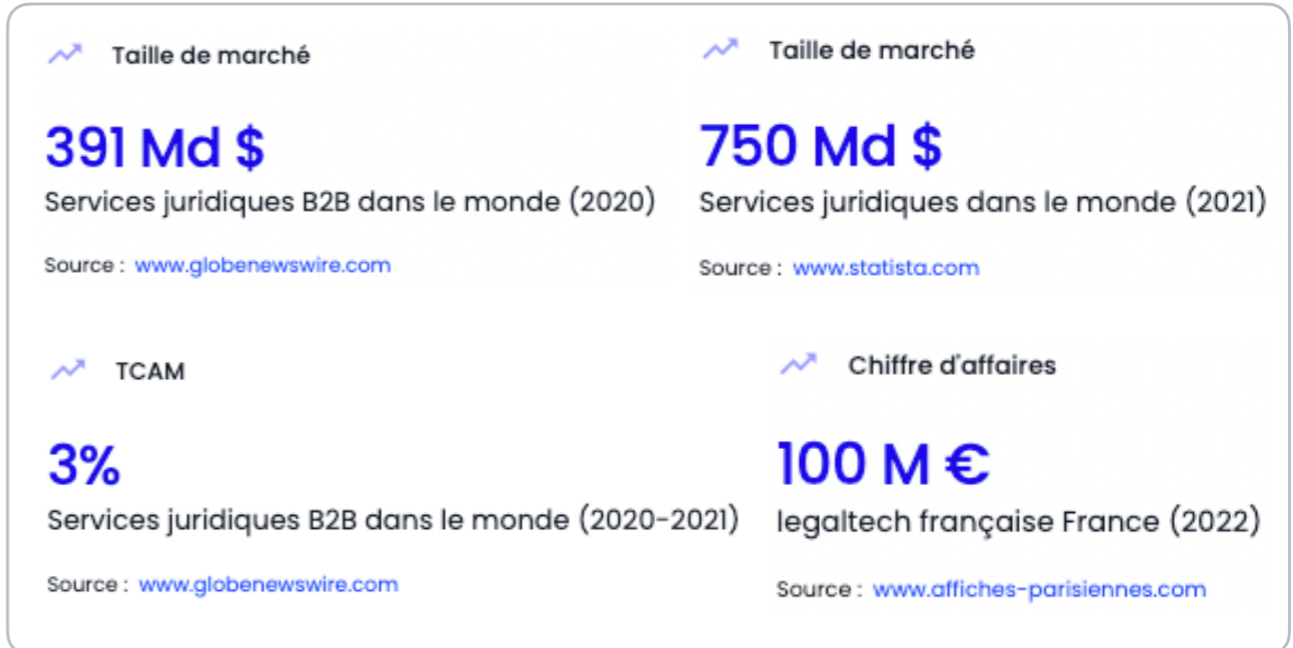 Taille de marché
391 Md $
Services juridiques B2B dans le monde (2020)
Source : www.globenewswire.com
Taille de marché
750 Md $
Services juridiques dans le monde (2021)
Source : www.statista.com
TCAM
3%
Services juridiques B2B dans le monde (2020-2021)
Source : www.globenewswire.com
Chiffre d'affaires
100 M €
legaltech française France (2022)
Source : www.affiches-parisiennes.com